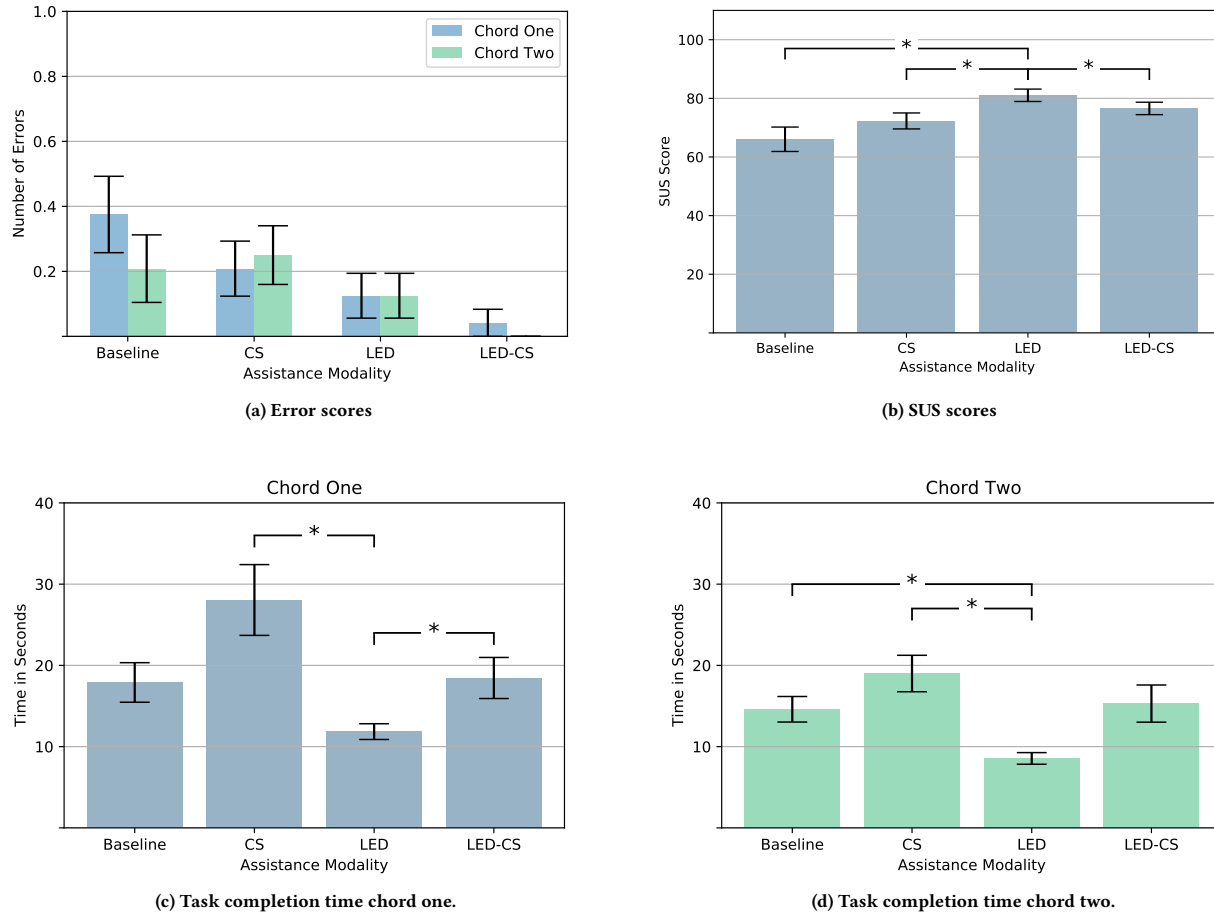 1.0
0.8
0.6
0.4
0.2
Number of Errors
Chord One
Chord Two
Baseline CS LED LED-CS
Assistance Modality
(a) Error scores
100
80
60
40
20
SUS Score
*
* *
Baseline CS LED LED-CS
Assistance Modality
(b) SUS scores
Chord One
40
30
20
10
Time in Seconds
*
*
Baseline CS LED LED-CS
Assistance Modality
(c) Task completion time chord one.
Chord Two
40
30
20
10
Time in Seconds
*
*
Baseline CS LED LED-CS
Assistance Modality
(d) Task completion time chord two.